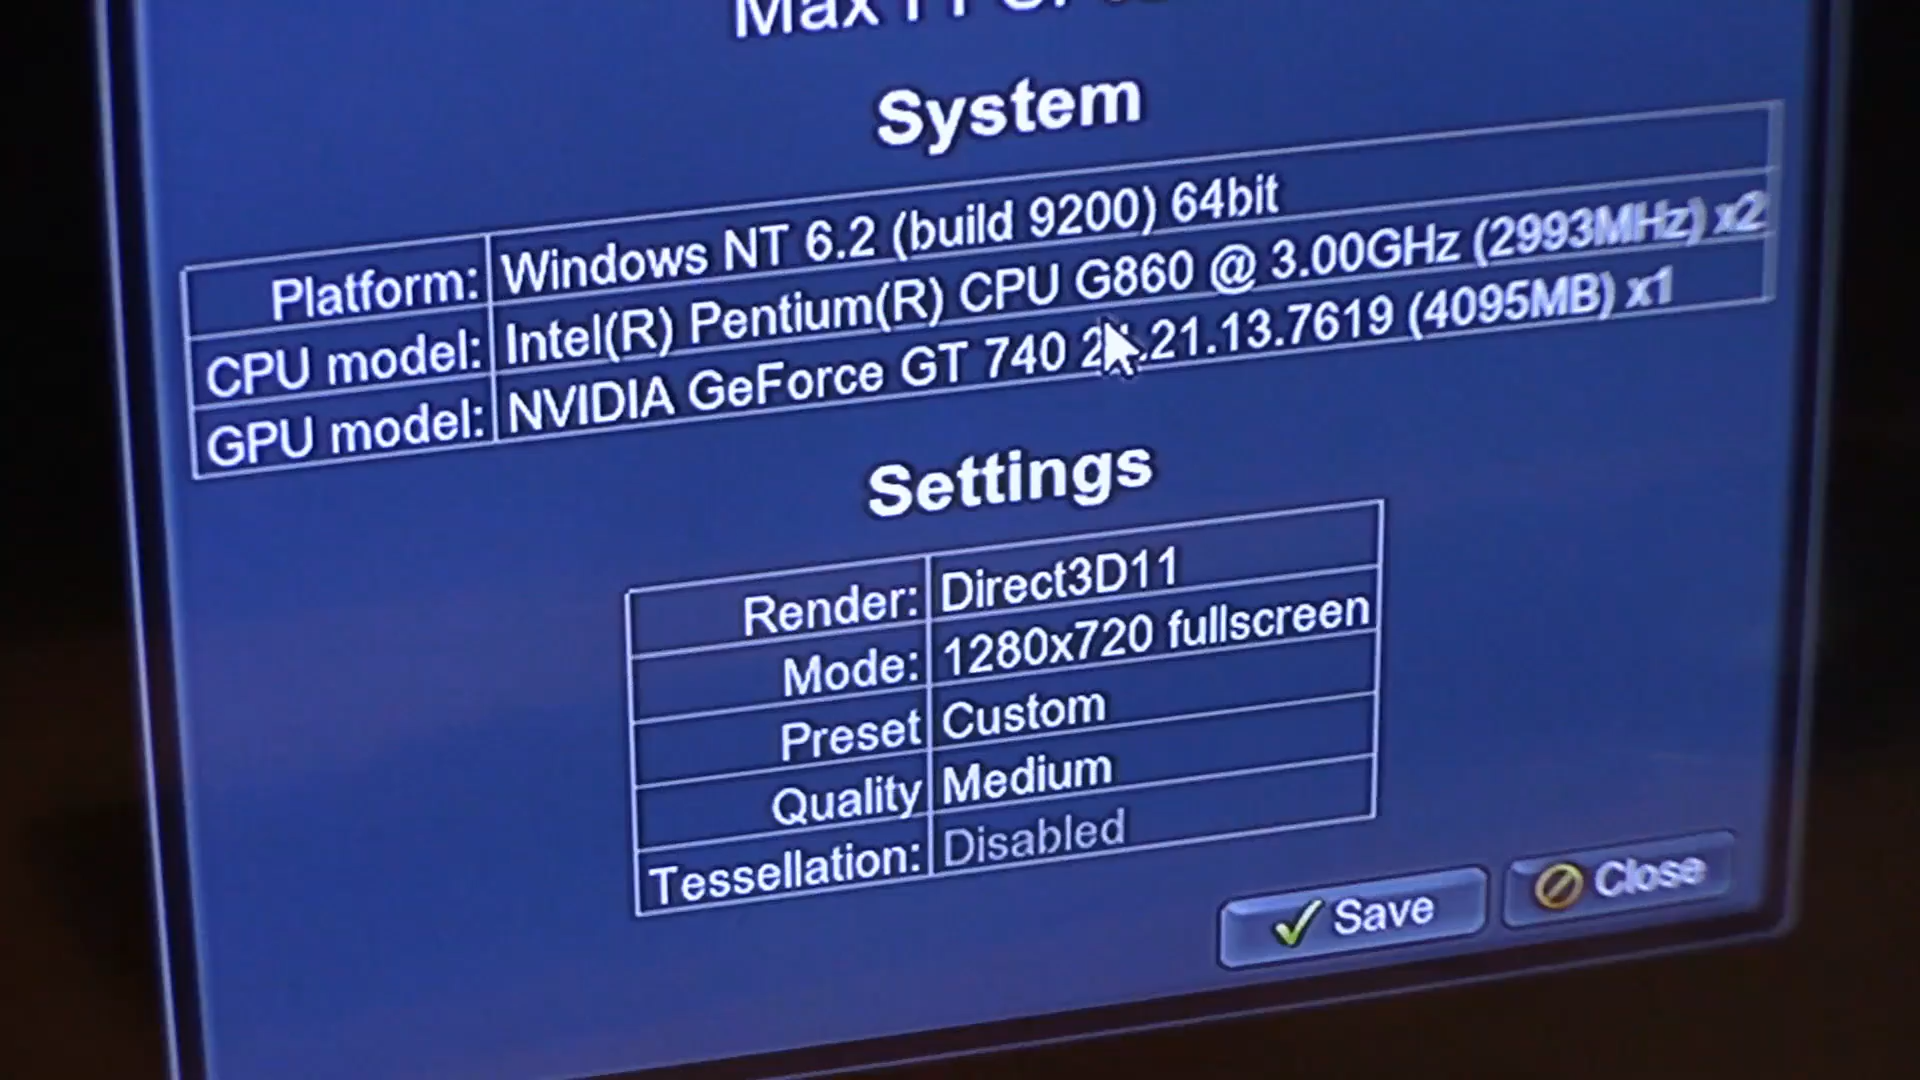 Max
System
Platform: Windows NT 6.2 (build 9200) 64bit
CPU model: Intel(R) Pentium(R) CPU G860 @ 3.00GHz (2993MHz) x2
GPU model: NVIDIA GeForce GT 740 .21.13.7619 (4095MB) x1
Settings
Render: Direct3D11
Mode: 1280x720 fullscreen
Preset Custom
Quality Medium
Tessellation: Disabled
Save Close